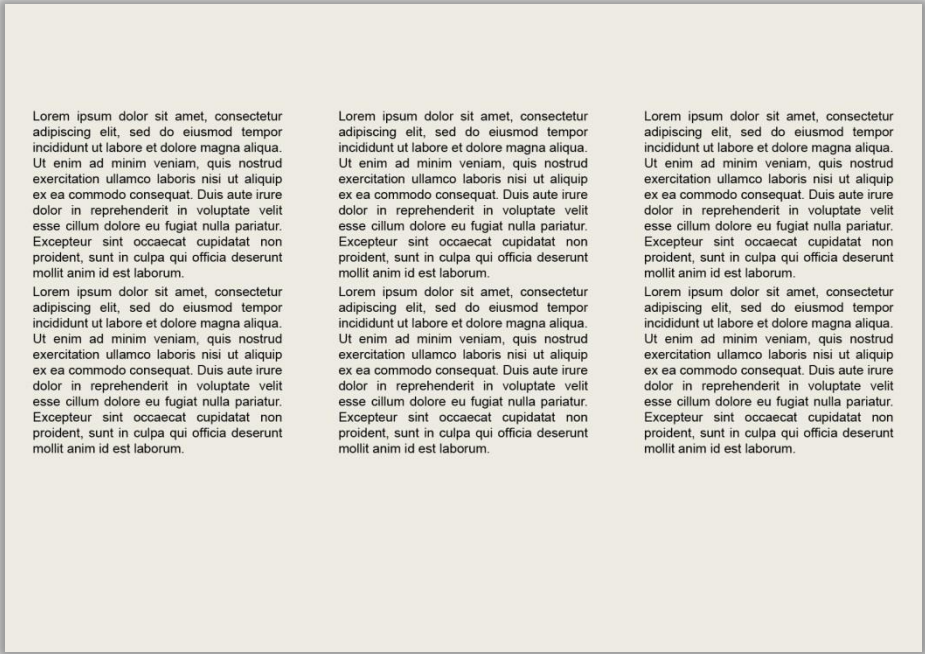 Lorem ipsum dolor sit amet, consectetur
adipiscing elit, sed do eiusmod tempor
incididunt ut labore et dolore magna aliqua.
Ut enim ad minim veniam, quis nostrud
exercitation ullamco laboris nisi ut aliquip
ex ea commodo consequat. Duis aute irure
dolor in reprehenderit in voluptate velit
esse cillum dolore eu fugiat nulla pariatur.
Excepteur sint occaecat cupidatat non
proident, sunt in culpa qui officia deserunt
mollit anim id est laborum.
Lorem ipsum dolor sit amet, consectetur
adipiscing elit, sed do eiusmod tempor
incididunt ut labore et dolore magna aliqua.
Ut enim ad minim veniam, quis nostrud
exercitation ullamco laboris nisi ut aliquip
ex ea commodo consequat. Duis aute irure
dolor in reprehenderit in voluptate velit
esse cillum dolore eu fugiat nulla pariatur.
Excepteur sint occaecat cupidatat non
proident, sunt in culpa qui officia deserunt
mollit anim id est laborum.
Lorem ipsum dolor sit amet, consectetur
adipiscing elit, sed do eiusmod tempor
incididunt ut labore et dolore magna aliqua.
Ut enim ad minim veniam, quis nostrud
exercitation ullamco laboris nisi ut aliquip
ex ea commodo consequat. Duis aute irure
dolor in reprehenderit in voluptate velit
esse cillum dolore eu fugiat nulla pariatur.
Excepteur sint occaecat cupidatat non
proident, sunt in culpa qui officia deserunt
mollit anim id est laborum.
Lorem ipsum dolor sit amet, consectetur
adipiscing elit, sed do eiusmod tempor
incididunt ut labore et dolore magna aliqua.
Ut enim ad minim veniam, quis nostrud
exercitation ullamco laboris nisi ut aliquip
ex ea commodo consequat. Duis aute irure
dolor in reprehenderit in voluptate velit
esse cillum dolore eu fugiat nulla pariatur.
Excepteur sint occaecat cupidatat non
proident, sunt in culpa qui officia deserunt
mollit anim id est laborum.
Lorem ipsum dolor sit amet, consectetur
adipiscing elit, sed do eiusmod tempor
incididunt ut labore et dolore magna aliqua.
Ut enim ad minim veniam, quis nostrud
exercitation ullamco laboris nisi ut aliquip
ex ea commodo consequat. Duis aute irure
dolor in reprehenderit in voluptate velit
esse cillum dolore eu fugiat nulla pariatur.
Excepteur sint occaecat cupidatat non
proident, sunt in culpa qui officia deserunt
mollit anim id est laborum.
Lorem ipsum dolor sit amet, consectetur
adipiscing elit, sed do eiusmod tempor
incididunt ut labore et dolore magna aliqua.
Ut enim ad minim veniam, quis nostrud
exercitation ullamco laboris nisi ut aliquip
ex ea commodo consequat. Duis aute irure
dolor in reprehenderit in voluptate velit
esse cillum dolore eu fugiat nulla pariatur.
Excepteur sint occaecat cupidatat non
proident, sunt in culpa qui officia deserunt
mollit anim id est laborum.